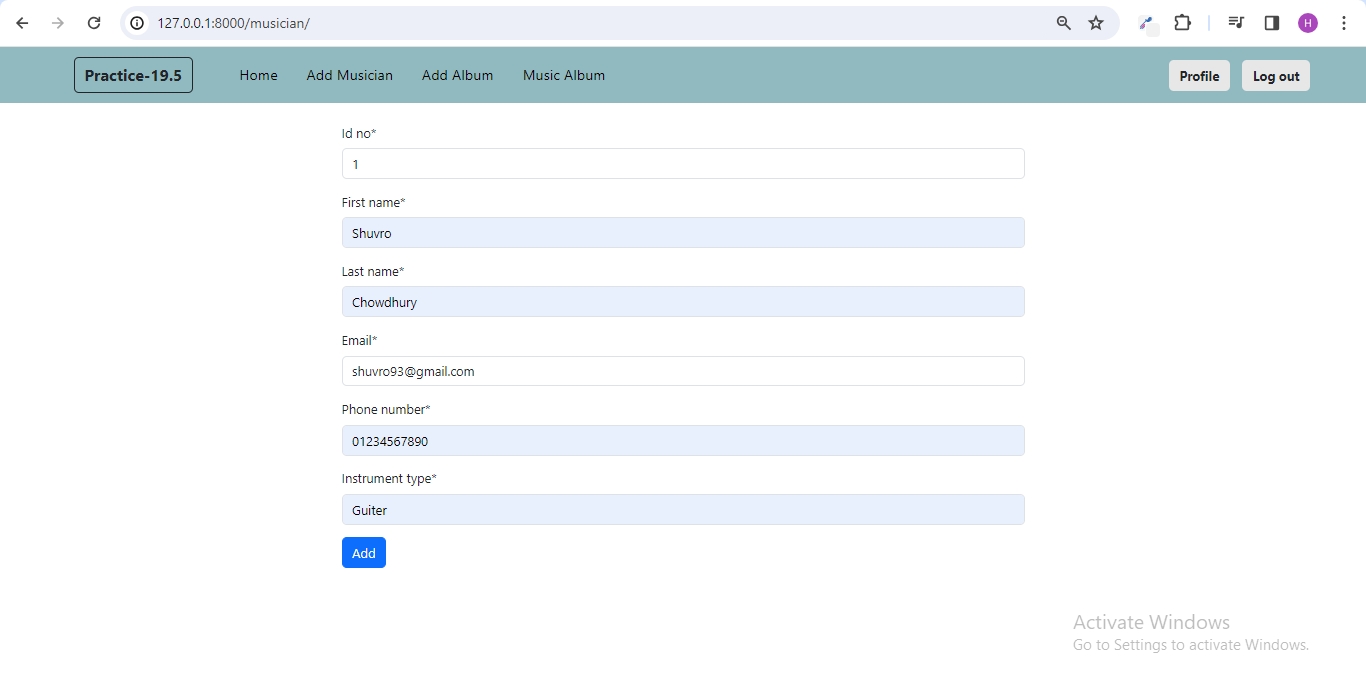 127.0.0.1:8000/musician/
H
Practice-19.5 Home Add Musician Add Album Music Album Profile Log out
Id no*
1
First name*
Shuvro
Last name*
Chowdhury
Email*
shuvro93@gmail.com
Phone number*
01234567890
Instrument type*
Guiter
Add
Activate Windows
Go to Settings to activate Windows.